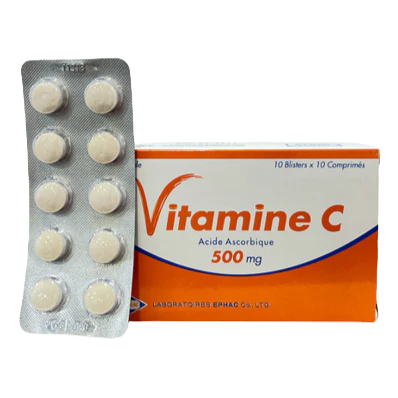 10 Blisters x 10 Comprimés
Vitamine C
Acide Ascorbique
500 mg
LABORATOIRES EPHAC Co., LTD.